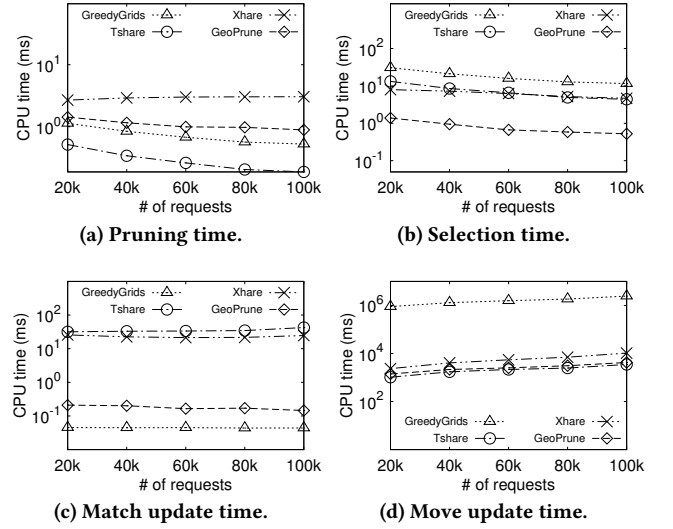 GreedyGrids Xhare
Tshare GeoPrune
CPU time (ms)
10^1
10^0
20k 40k 60k 80k 100k
# of requests
(a) Pruning time.
GreedyGrids Xhare
Tshare GeoPrune
CPU time (ms)
10^2
10^1
10^0
10^-1
20k 40k 60k 80k 100k
# of requests
(b) Selection time.
GreedyGrids Xhare
Tshare GeoPrune
CPU time (ms)
10^2
10^1
10^0
10^-1
20k 40k 60k 80k 100k
# of requests
(c) Match update time.
CPU time (ms)
10^6
10^4
10^2
GreedyGrids Xhare
Tshare GeoPrune
20k 40k 60k 80k 100k
# of requests
(d) Move update time.